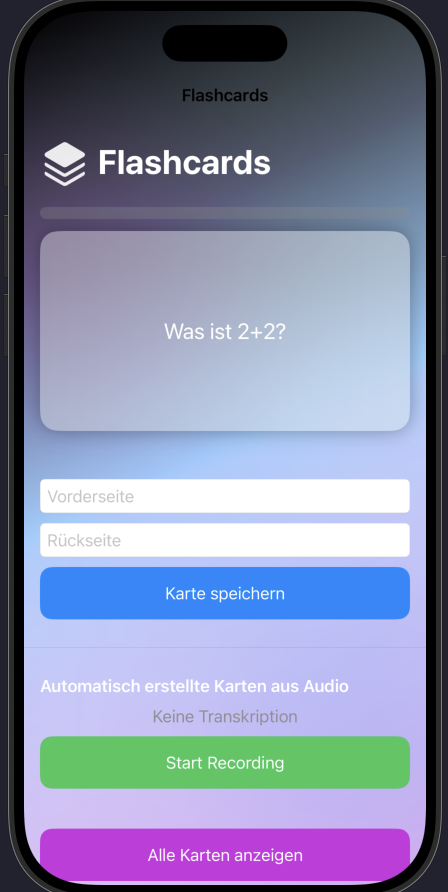 Flashcards
Flashcards
Was ist 2+2?
Vorderseite
Rückseite
Karte speichern
Automatisch erstellte Karten aus Audio
Keine Transkription
Start Recording
Alle Karten anzeigen